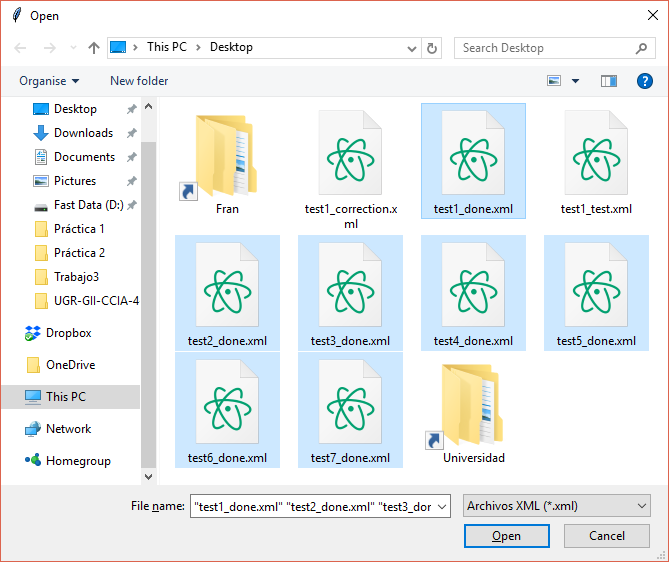 Open
This PC
Desktop
Search Desktop
Organise
New folder
?
Desktop
Downloads
Documents
Pictures
Fast Data (D:)
Práctica 1
Práctica 2
Trabajo3
UGR-GII-CCIA-4
Dropbox
OneDrive
This PC
Network
Homegroup
Fran
test1_correction.x
ml
test1_done.xml
test1_test.xml
test2_done.xml
test3_done.xml
test4_done.xml
test5_done.xml
test6_done.xml
test7_done.xml
Universidad
File name:
"test1_done.xml" "test2_done.xml" "test3_dor
Archivos XML (*.xml)
Open
Cancel